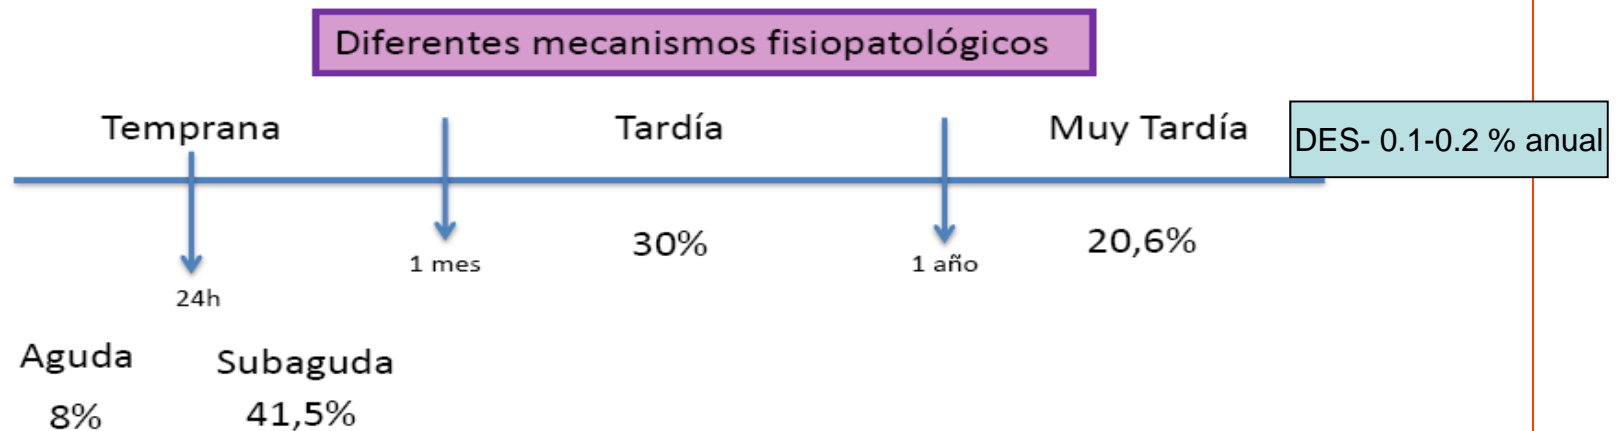 Diferentes mecanismos fisiopatológicos
Temprana
Tardía
Muy Tardía
DES- 0.1-0.2 % anual
24h
1 mes
30%
1 año
20,6%
Aguda
Subaguda
8%
41,5%